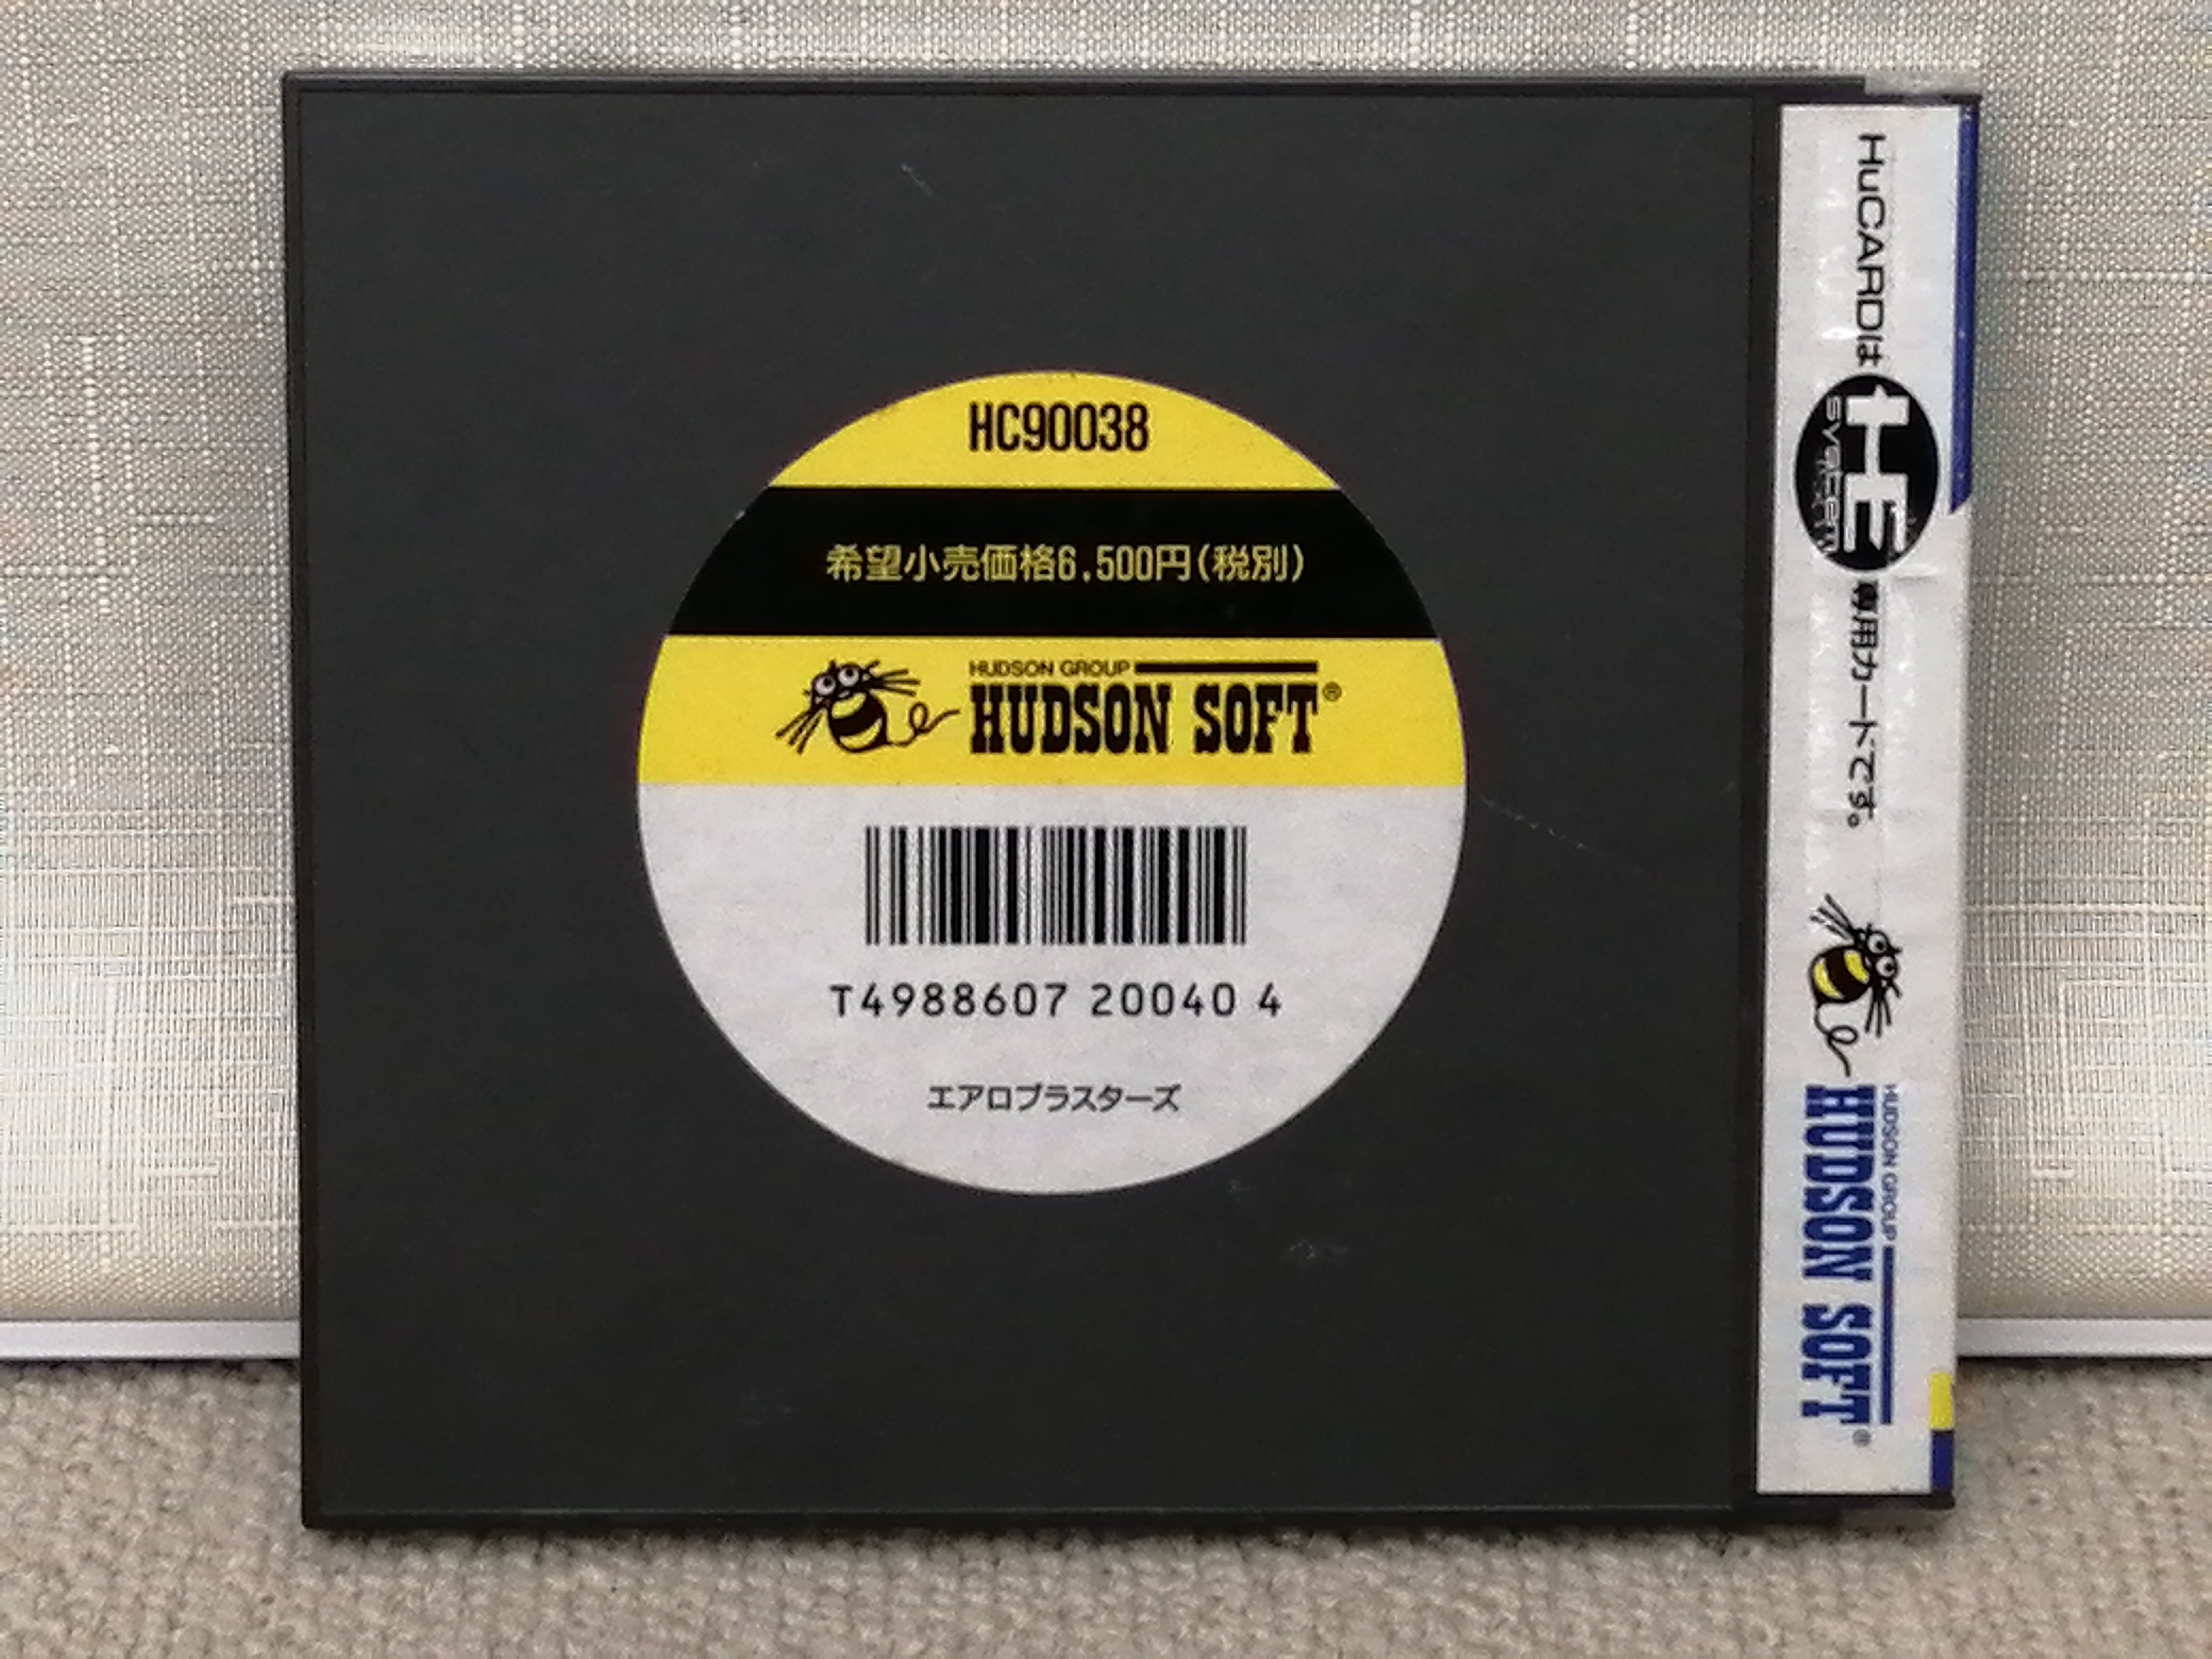 HC90038
希望小売価格6,500円(税別)
HUDSON GROUP
HUDSON SOFT®
T4988607 20040 4
エアロブラスターズ
HuCARDは HE SYSTEM 専用カードです。
HUDSON GROUP
HUDSON SOFT®